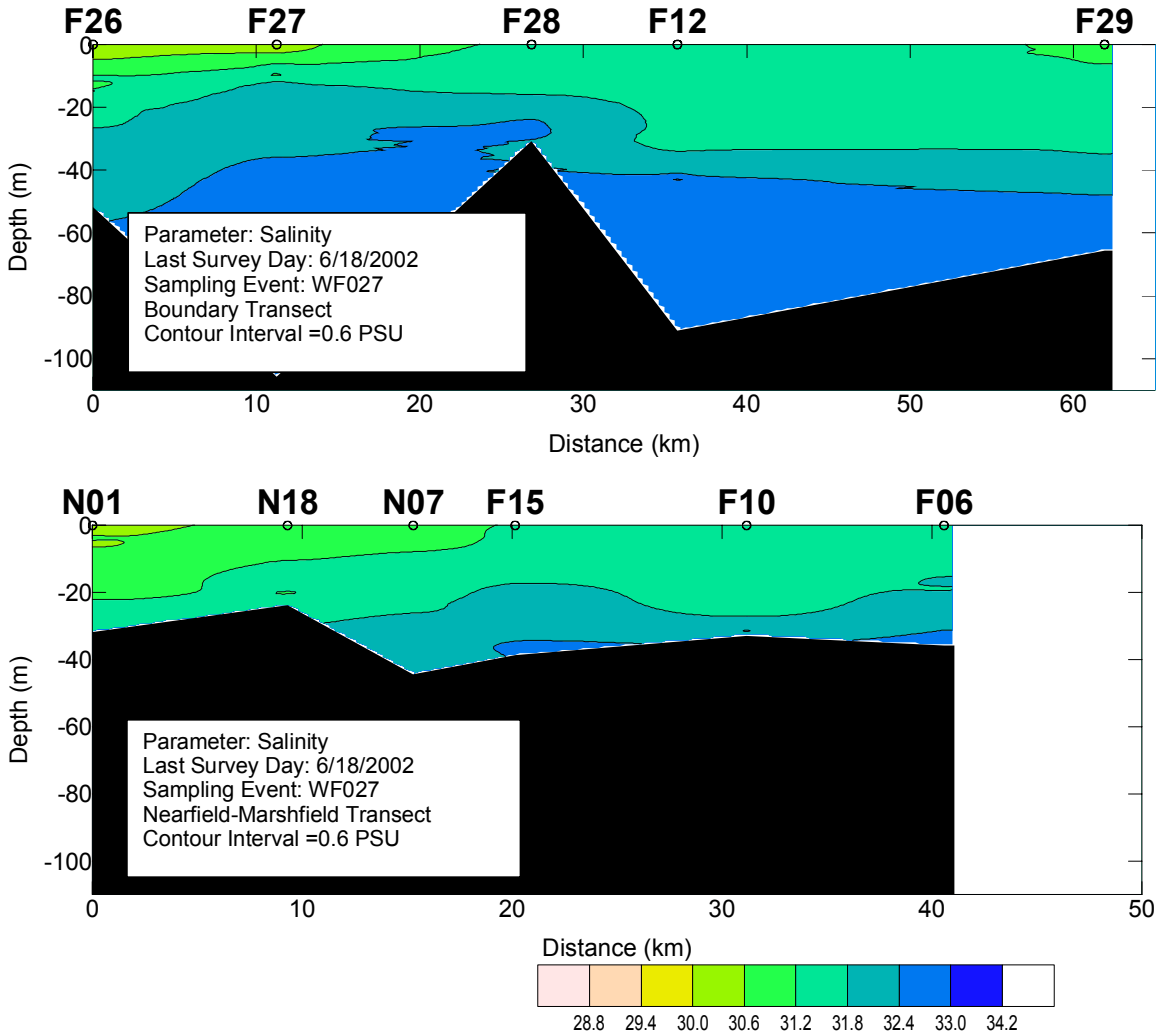 F26 F27 F28 F12 F29
0
-20
-40
-60
-80
-100
Depth (m)
Parameter: Salinity
Last Survey Day: 6/18/2002
Sampling Event: WF027
Boundary Transect
Contour Interval =0.6 PSU
0 10 20 30 40 50 60
Distance (km)
N01 N18 N07 F15 F10 F06
0
-20
-40
-60
-80
-100
Depth (m)
Parameter: Salinity
Last Survey Day: 6/18/2002
Sampling Event: WF027
Nearfield-Marshfield Transect
Contour Interval =0.6 PSU
0 10 20 30 40 50
Distance (km)
28.8 29.4 30.0 30.6 31.2 31.8 32.4 33.0 34.2